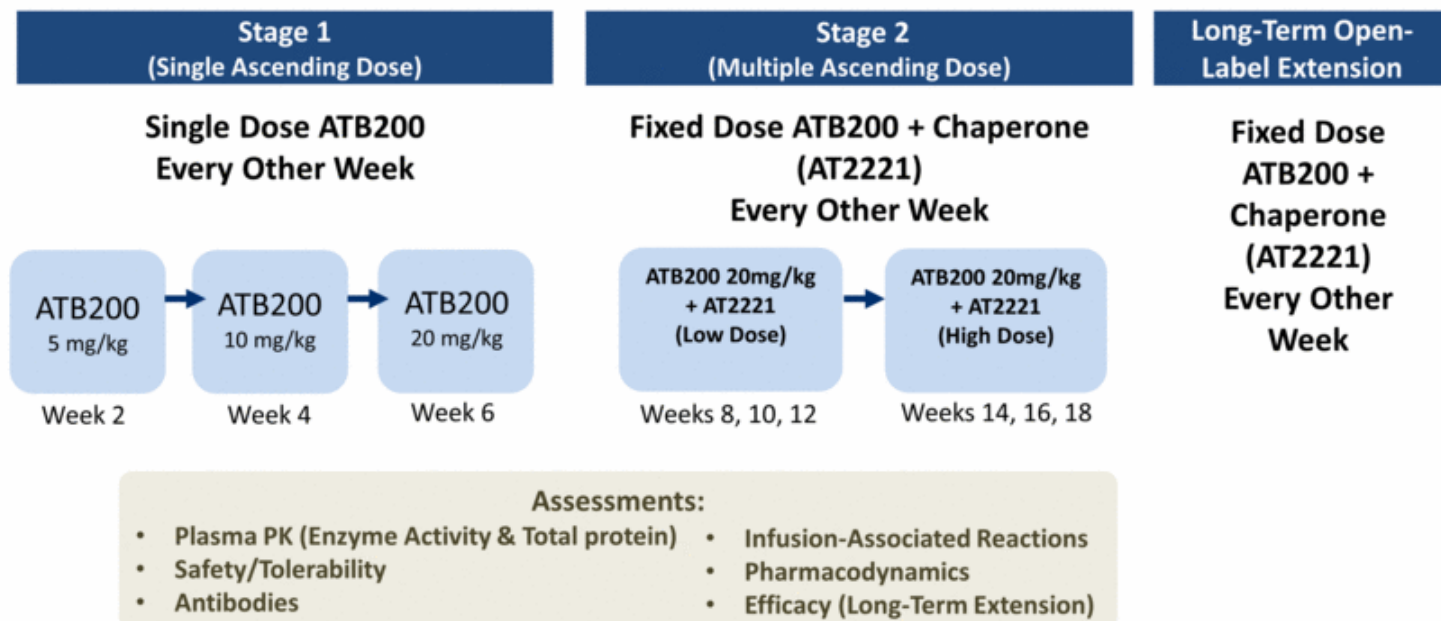 Stage 1
(Single Ascending Dose)
Single Dose ATB200
Every Other Week
ATB200
5 mg/kg
Week 2
ATB200
10 mg/kg
Week 4
ATB200
20 mg/kg
Week 6
Stage 2
(Multiple Ascending Dose)
Fixed Dose ATB200 + Chaperone
(AT2221)
Every Other Week
ATB200 20mg/kg
+ AT2221
(Low Dose)
Weeks 8, 10, 12
ATB200 20mg/kg
+ AT2221
(High Dose)
Weeks 14, 16, 18
Long-Term Open-
Label Extension
Fixed Dose
ATB200 +
Chaperone
(AT2221)
Every Other
Week
Assessments:
• Plasma PK (Enzyme Activity & Total protein)
• Safety/Tolerability
• Antibodies
• Infusion-Associated Reactions
• Pharmacodynamics
• Efficacy (Long-Term Extension)